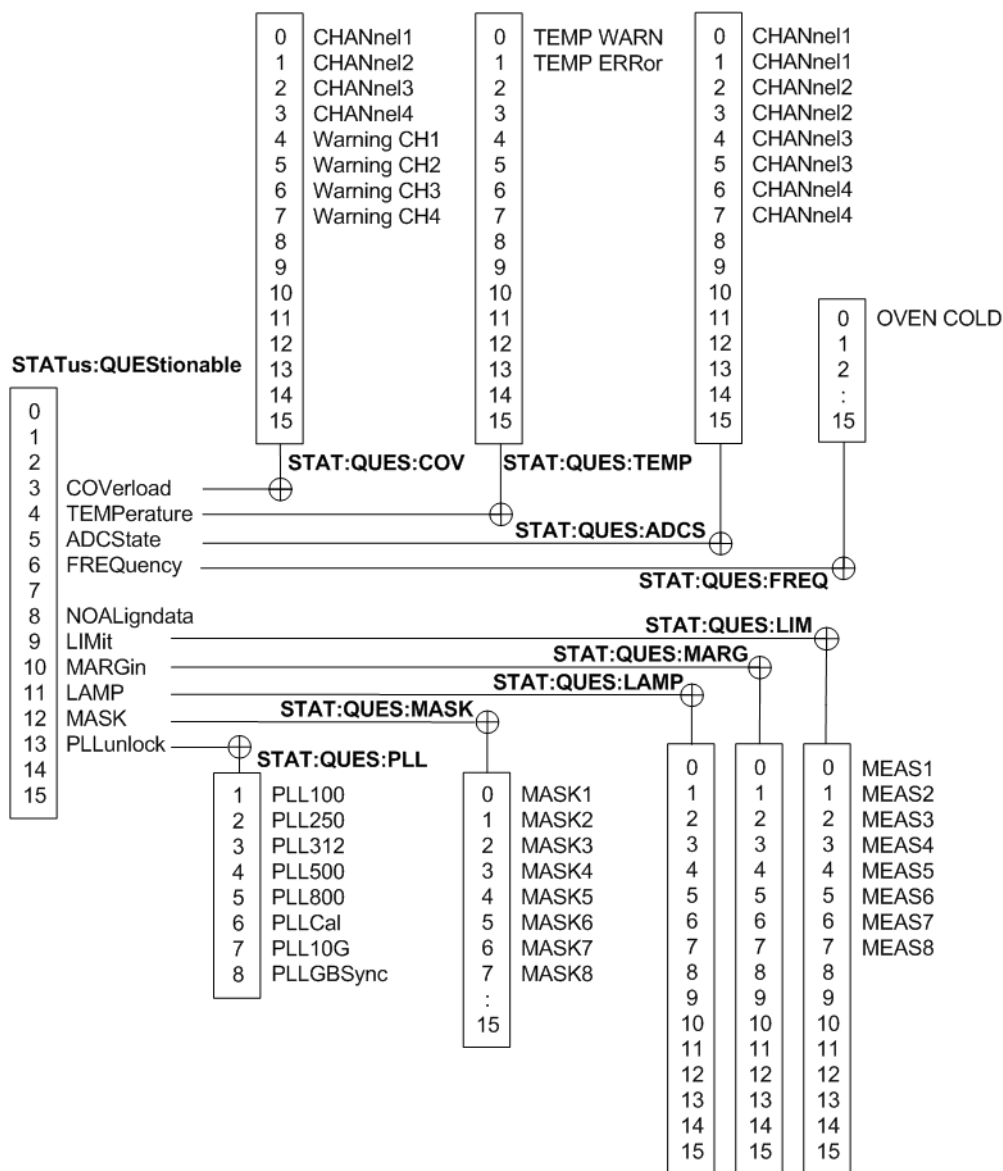 0 CHANnel1
1 CHANnel2
2 CHANnel3
3 CHANnel4
4 Warning CH1
5 Warning CH2
6 Warning CH3
7 Warning CH4
8
9
10
11
12
13
14
15
STAT:QUES:COV
0 TEMP WARN
1 TEMP ERRor
2
3
4
5
6
7
8
9
10
11
12
13
14
15
STAT:QUES:TEMP
0 CHANnel1
1 CHANnel1
2 CHANnel2
3 CHANnel2
4 CHANnel3
5 CHANnel3
6 CHANnel4
7 CHANnel4
8
9
10
11
12
13
14
15
STAT:QUES:ADCS
0 OVEN COLD
1
2
:
15
STAT:QUES:FREQ
STATus:QUEStionable
0
1
2
3 COVerload
4 TEMPerature
5 ADCState
6 FREQuency
7
8 NOALigndata
9 LIMit
10 MARGin
11 LAMP
12 MASK
13 PLLunlock
14
15
STAT:QUES:LIM
STAT:QUES:MARG
STAT:QUES:LAMP
STAT:QUES:MASK
STAT:QUES:PLL
1 PLL100
2 PLL250
3 PLL312
4 PLL500
5 PLL800
6 PLLCal
7 PLL10G
8 PLLGBSync
0 MASK1
1 MASK2
2 MASK3
3 MASK4
4 MASK5
5 MASK6
6 MASK7
7 MASK8
:
15
0 0 0 MEAS1
1 1 1 MEAS2
2 2 2 MEAS3
3 3 3 MEAS4
4 4 4 MEAS5
5 5 5 MEAS6
6 6 6 MEAS7
7 7 7 MEAS8
8 8 8
9 9 9
10 10 10
11 11 11
12 12 12
13 13 13
14 14 14
15 15 15